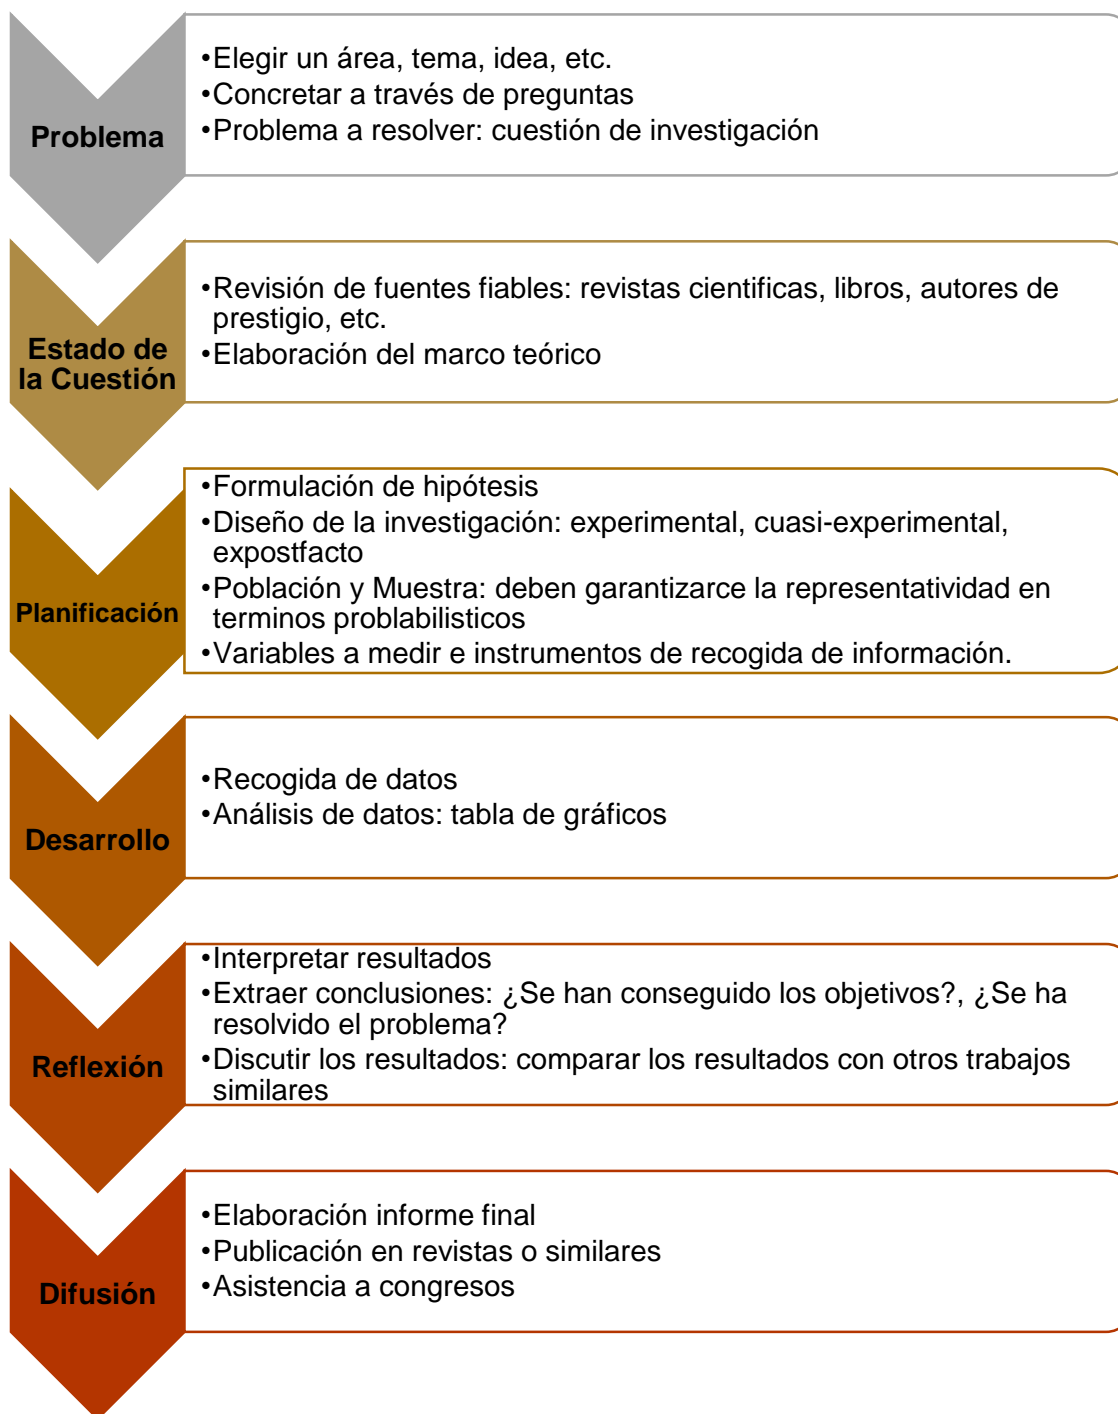 Problema
•Elegir un área, tema, idea, etc.
•Concretar a través de preguntas
•Problema a resolver: cuestión de investigación
Estado de
la Cuestión
•Revisión de fuentes fiables: revistas cientificas, libros, autores de
prestigio, etc.
•Elaboración del marco teórico
Planificación
•Formulación de hipótesis
•Diseño de la investigación: experimental, cuasi-experimental,
expostfacto
•Población y Muestra: deben garantizarce la representatividad en
terminos problabilisticos
•Variables a medir e instrumentos de recogida de información.
Desarrollo
•Recogida de datos
•Análisis de datos: tabla de gráficos
Reflexión
•Interpretar resultados
•Extraer conclusiones: ¿Se han conseguido los objetivos?, ¿Se ha
resolvido el problema?
•Discutir los resultados: comparar los resultados con otros trabajos
similares
Difusión
•Elaboración informe final
•Publicación en revistas o similares
•Asistencia a congresos